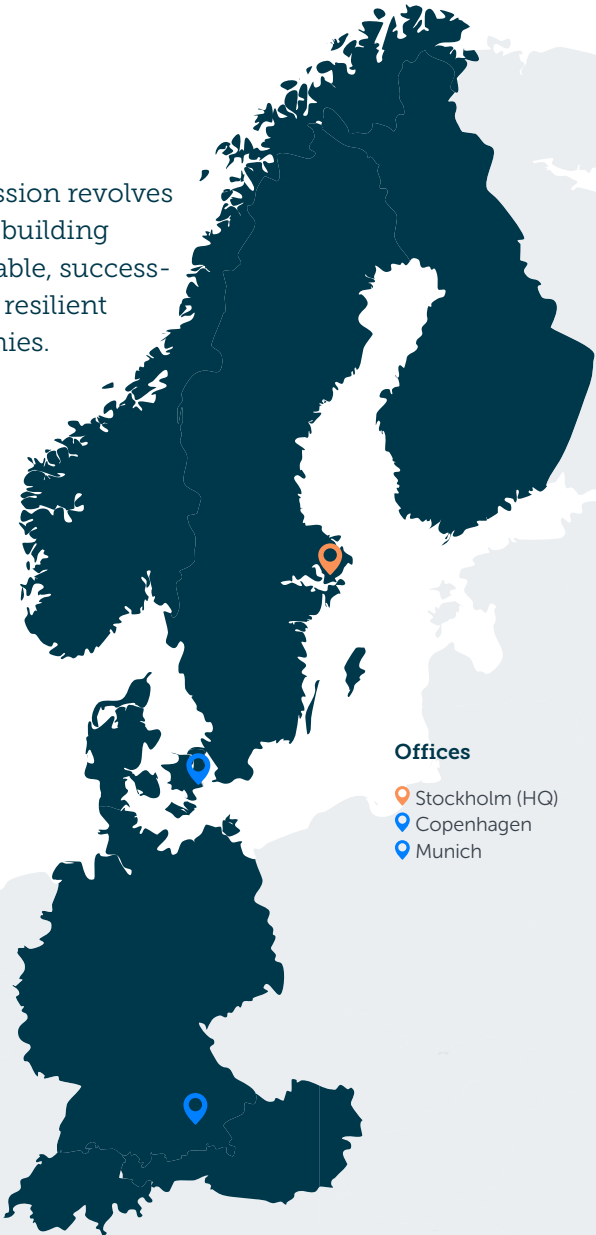 ssion revolves
building
able, success-
resilient
nies.
Offices
Stockholm (HQ)
Copenhagen
Munich